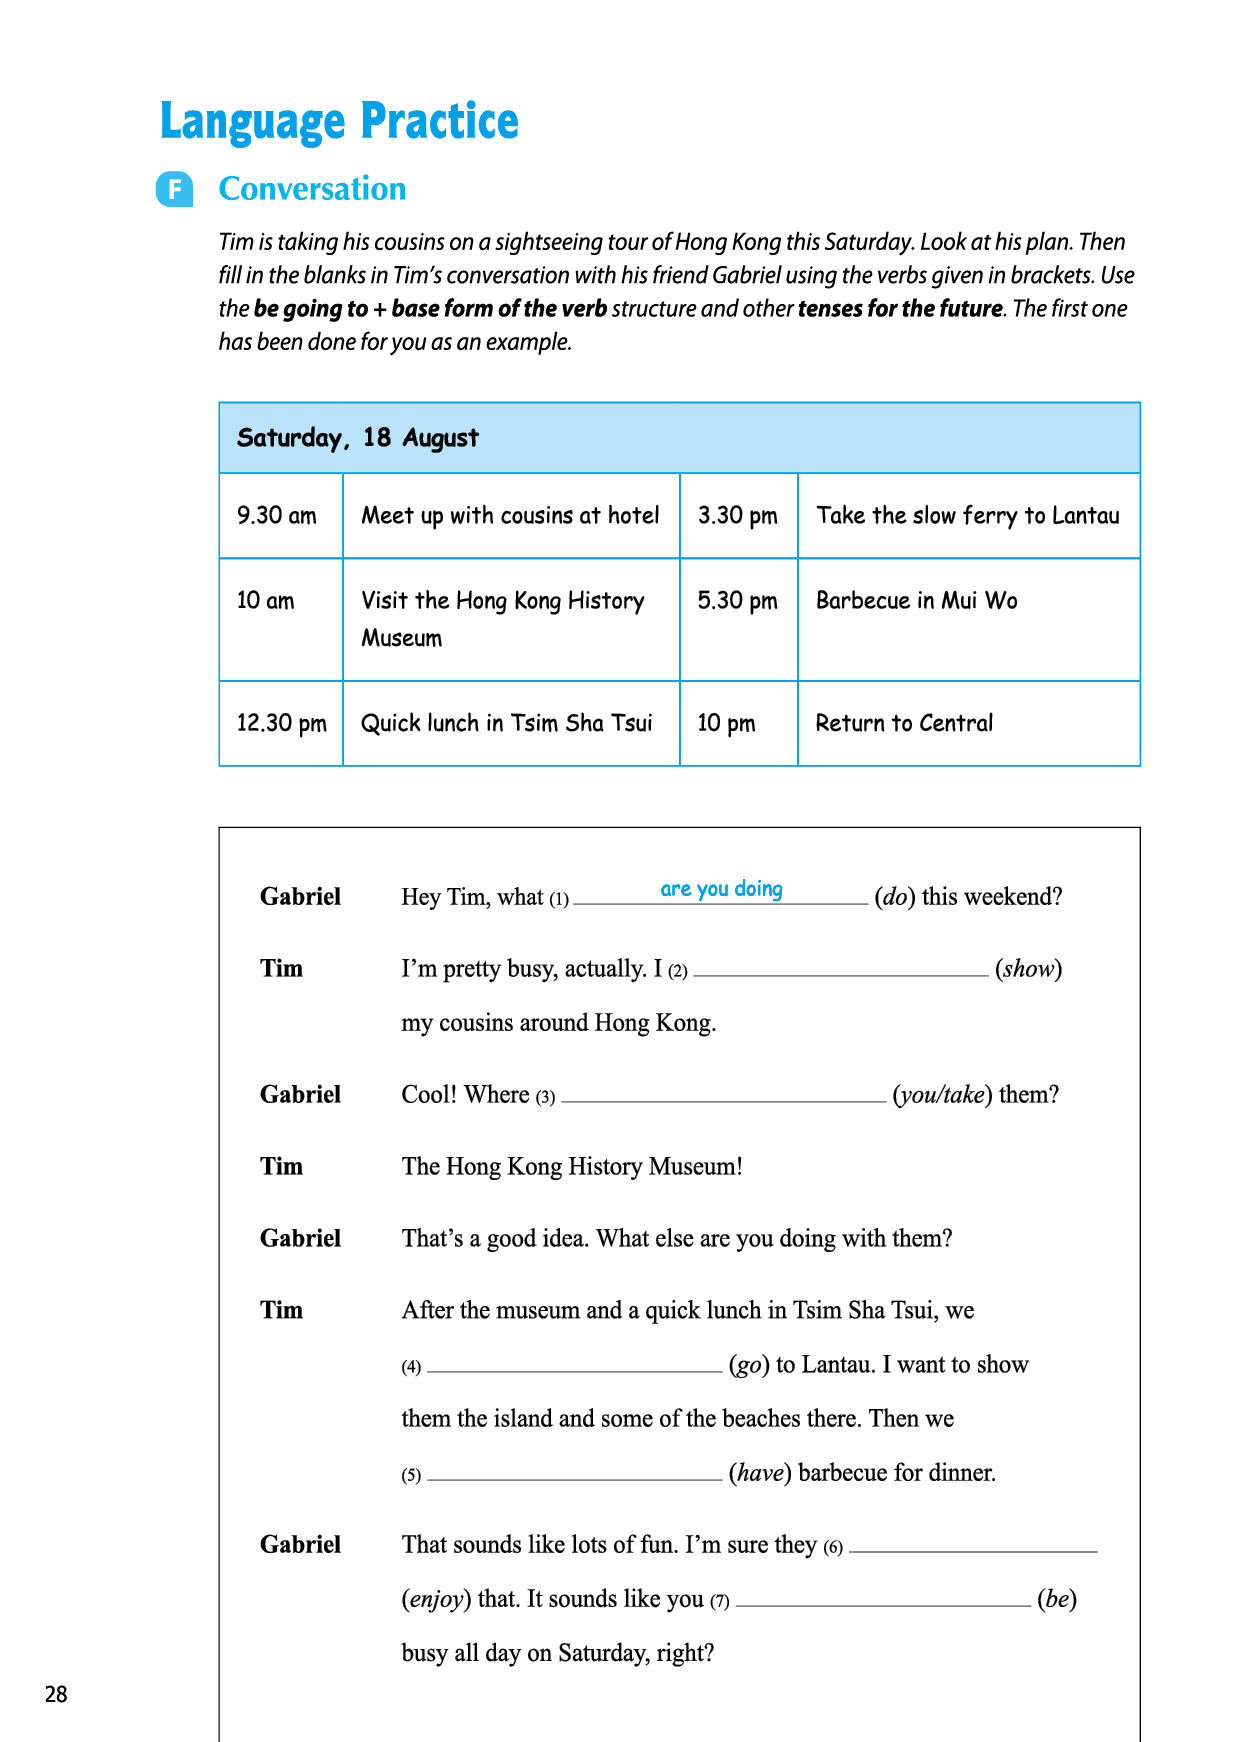 Language Practice
F Conversation
Tim is taking his cousins on a sightseeing tour of Hong Kong this Saturday. Look at his plan. Then
fill in the blanks in Tim’s conversation with his friend Gabriel using the verbs given in brackets. Use
the be going to + base form of the verb structure and other tenses for the future. The first one
has been done for you as an example.
Saturday, 18 August
9.30 am Meet up with cousins at hotel 3.30 pm Take the slow ferry to Lantau
10 am Visit the Hong Kong History 5.30 pm Barbecue in Mui Wo
Museum
12.30 pm Quick lunch in Tsim Sha Tsui 10 pm Return to Central
Gabriel Hey Tim, what (1) are you doing (do) this weekend?
Tim I’m pretty busy, actually. I (2) (show)
my cousins around Hong Kong.
Gabriel Cool! Where (3) (you/take) them?
Tim The Hong Kong History Museum!
Gabriel That’s a good idea. What else are you doing with them?
Tim After the museum and a quick lunch in Tsim Sha Tsui, we
(4) (go) to Lantau. I want to show
them the island and some of the beaches there. Then we
(5) (have) barbecue for dinner.
Gabriel That sounds like lots of fun. I’m sure they (6)
(enjoy) that. It sounds like you (7) (be)
busy all day on Saturday, right?
28